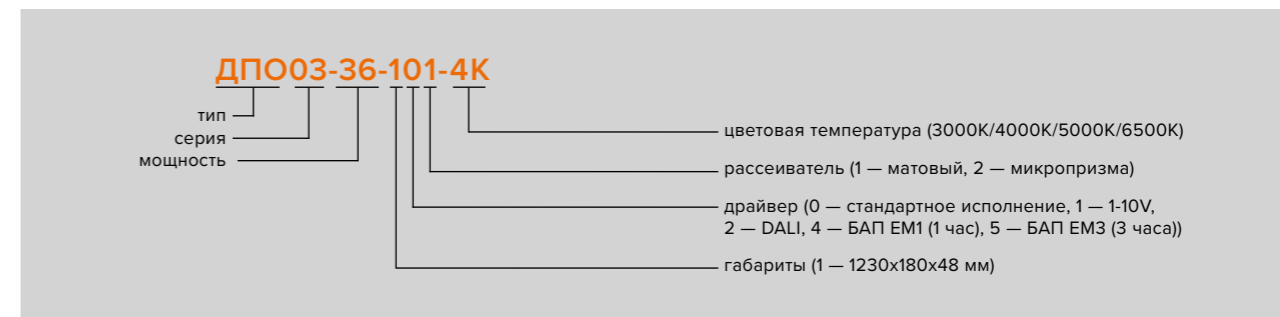 ДПО03-36-101-4К
тип
серия
мощность
цветовая температура (3000К/4000К/5000К/6500К)
рассеиватель (1 — матовый, 2 — микропризма)
драйвер (0 — стандартное исполнение, 1 — 1-10V,
2 — DALI, 4 — БАП EM1 (1 час), 5 — БАП EM3 (3 часа))
габариты (1 — 1230х180х48 мм)